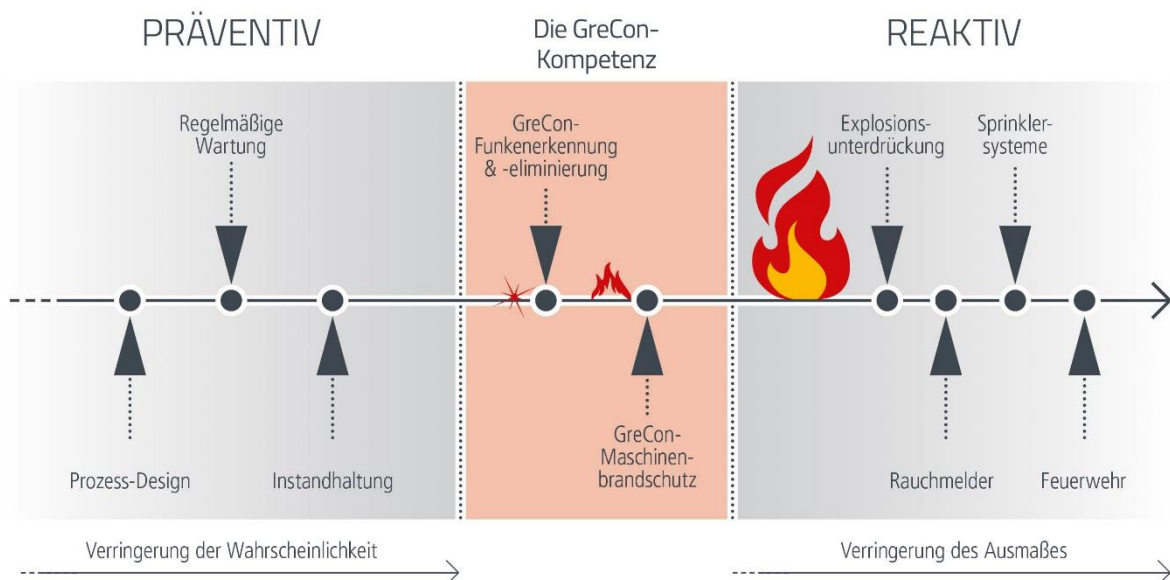 PRÄVENTIV
Die GreCon-
Kompetenz
REAKTIV
Regelmäßige
Wartung
GreCon-
Funkenerkennung
& -eliminierung
Explosions-
unterdrückung
Sprinkler-
systeme
Prozess-Design
Instandhaltung
GreCon-
Maschinen-
brandschutz
Rauchmelder
Feuerwehr
Verringerung der Wahrscheinlichkeit
Verringerung des Ausmaßes